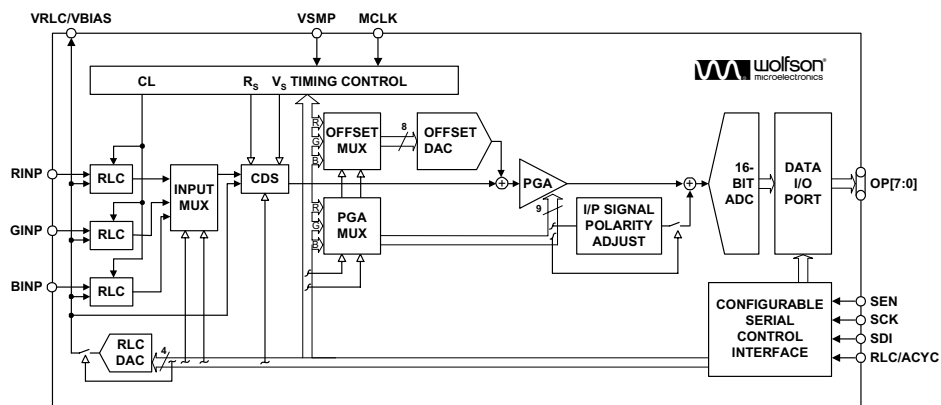 VRLC/VBIAS
VSMP
MCLK
CL
RS
VS TIMING CONTROL
wolfson
microelectronics
R
G
B
OFFSET
MUX
8
OFFSET
DAC
RINP
RLC
INPUT
MUX
CDS
PGA
16-
BIT
ADC
DATA
I/O
PORT
OP[7:0]
GINP
RLC
R
G
B
PGA
MUX
9
I/P SIGNAL
POLARITY
ADJUST
BINP
RLC
CONFIGURABLE
SERIAL
CONTROL
INTERFACE
SEN
SCK
SDI
RLC/ACYC
RLC
DAC
4